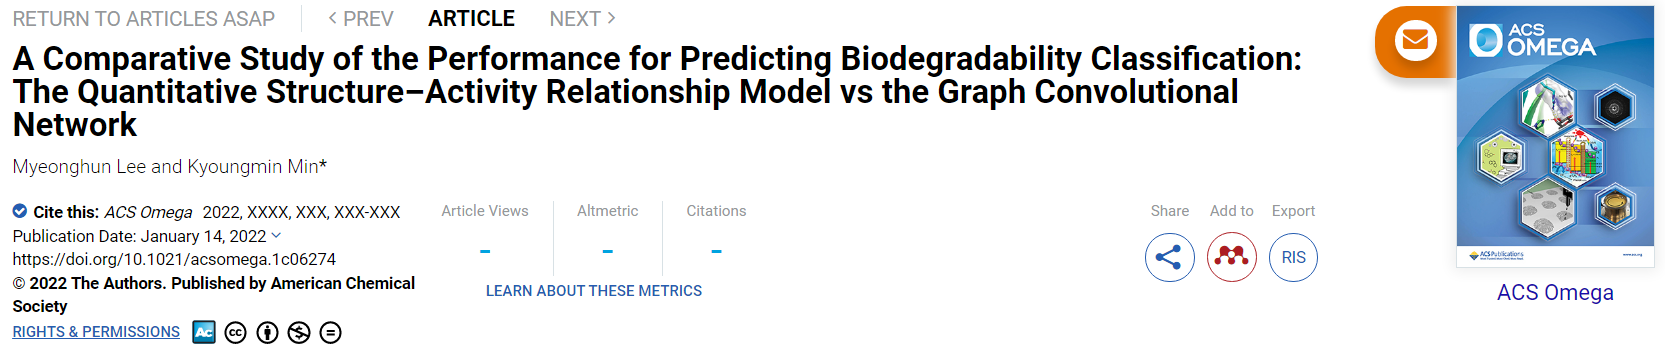 RETURN TO ARTICLES ASAP
< PREV
ARTICLE
NEXT >
A Comparative Study of the Performance for Predicting Biodegradability Classification:
The Quantitative Structure–Activity Relationship Model vs the Graph Convolutional
Network
Myeonghun Lee and Kyoungmin Min*
Cite this: ACS Omega 2022, XXXX, XXX, XXX-XXX
Publication Date: January 14, 2022
https://doi.org/10.1021/acsomega.1c06274
© 2022 The Authors. Published by American Chemical
Society
RIGHTS & PERMISSIONS
Article Views
-
Altmetric
-
Citations
-
LEARN ABOUT THESE METRICS
Share
Add to
Export
RIS
ACS
OMEGA
ACS Publications
ACS Omega